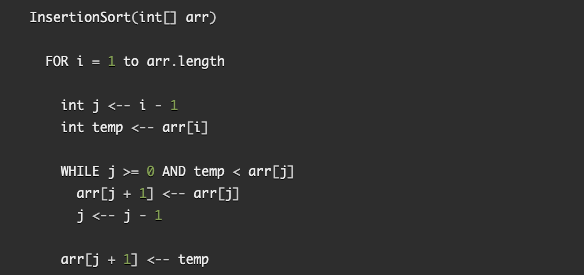 InsertionSort(int[] arr)
FOR i = 1 to arr.length
int j <-- i - 1
int temp <-- arr[i]
WHILE j >= 0 AND temp < arr[j]
arr[j + 1] <-- arr[j]
j <-- j - 1
arr[j + 1] <-- temp